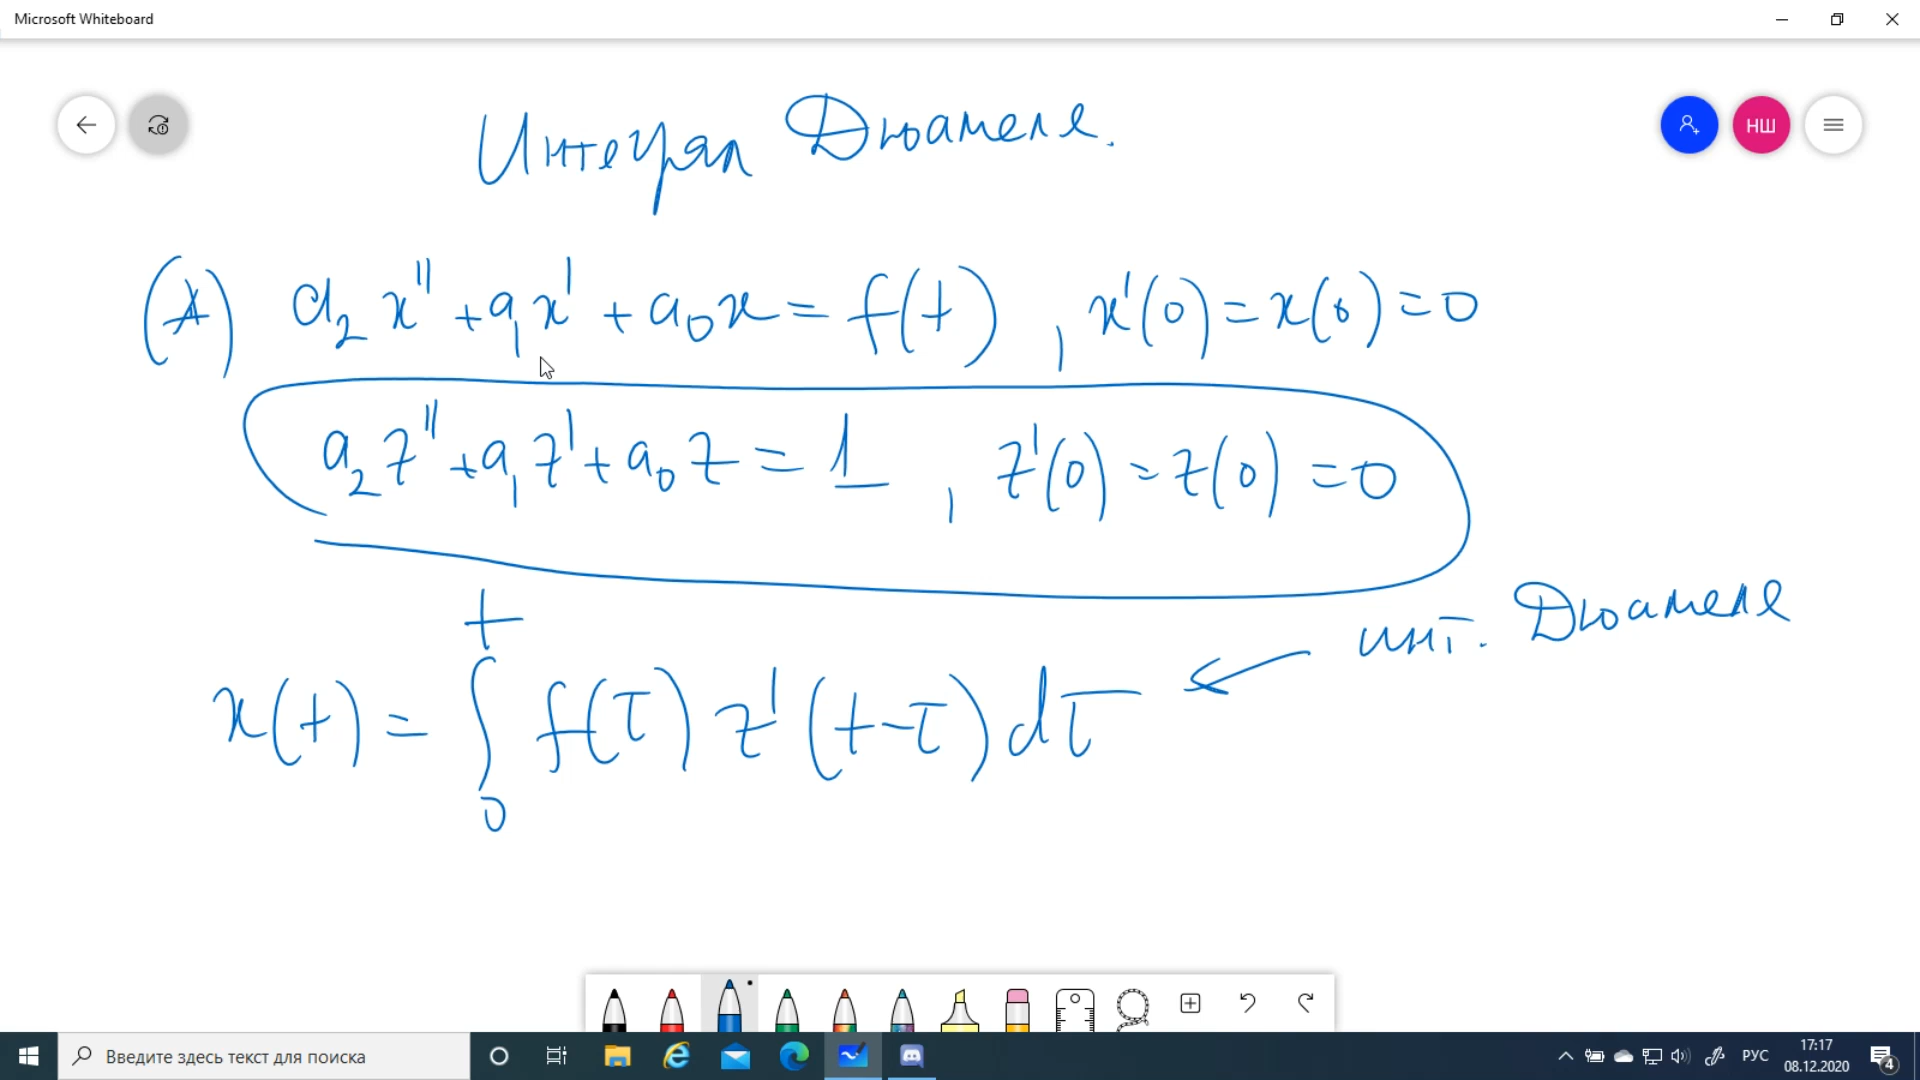 Microsoft Whiteboard
НШ
Интеграл Дюамеля.
(*) a₂x'' + a₁x' + a₀x = f(t), x'(0) = x(0) = 0
a₂z'' + a₁z' + a₀z = 1, z'(0) = z(0) = 0
инт. Дюамеля
x(t) = ∫₀ᵗ f(τ) z'(t-τ) dτ
Введите здесь текст для поиска
РУС
17:17
08.12.2020
4